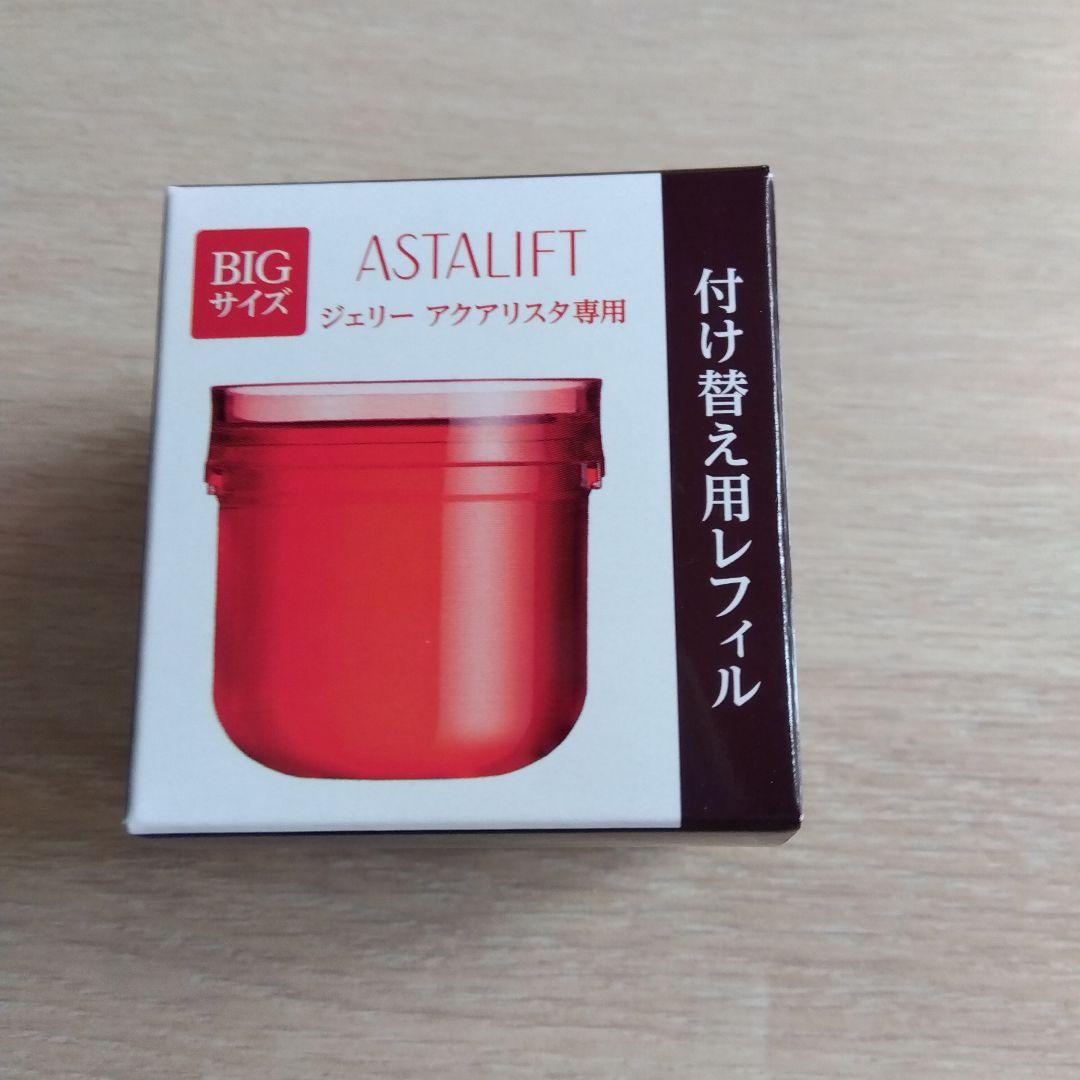 BIG
サイズ
ASTALIFT
ジェリー アクアリスタ専用
付け替え用レフィル